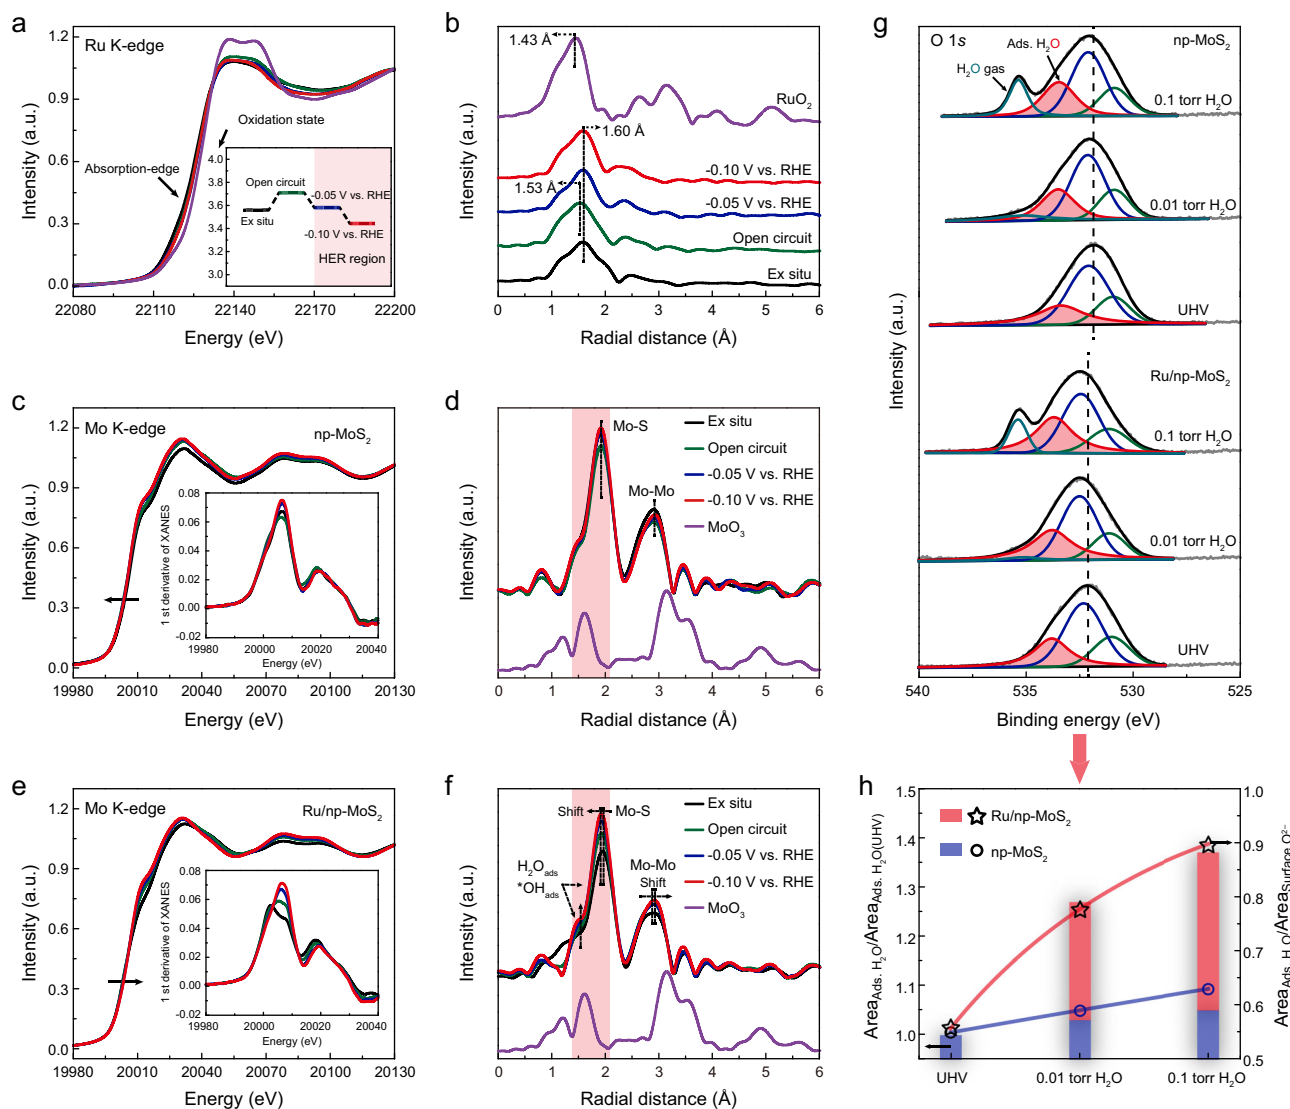 a
Ru K-edge
Intensity (a.u.)
1.2
0.9
0.6
0.3
0.0
Absorption-edge
Oxidation state
3.9
3.6
3.3
3.0
Open circuit
Ex situ
-0.05 V vs. RHE
-0.10 V vs. RHE
HER region
22080 22110 22140 22170 22200
Energy (eV)
b
Intensity (a.u.)
1.43 Å
RuO2
1.60 Å
-0.10 V vs. RHE
1.53 Å
-0.05 V vs. RHE
Open circuit
Ex situ
0 1 2 3 4 5 6
Radial distance (Å)
c
Mo K-edge
np-MoS2
Intensity (a.u.)
1.2
0.9
0.6
0.3
0.0
1 st derivative of XANES
0.08
0.06
0.04
0.02
0.00
-0.02
19980 20000 20020 20040
Energy (eV)
19980 20010 20040 20070 20100 20130
Energy (eV)
d
Intensity (a.u.)
Mo-S
Mo-Mo
Ex situ
Open circuit
-0.05 V vs. RHE
-0.10 V vs. RHE
MoO3
0 1 2 3 4 5 6
Radial distance (Å)
e
Mo K-edge
Ru/np-MoS2
Intensity (a.u.)
1.2
0.9
0.6
0.3
0.0
1 st derivative of XANES
0.10
0.08
0.06
0.04
0.02
0.00
-0.02
19980 20000 20020 20040
Energy (eV)
19980 20010 20040 20070 20100 20130
Energy (eV)
f
Intensity (a.u.)
Shift
Mo-S
H2Oads
*OHads
Mo-Mo
Shift
Ex situ
Open circuit
-0.05 V vs. RHE
-0.10 V vs. RHE
MoO3
0 1 2 3 4 5 6
Radial distance (Å)
g
O 1s
Intensity (a.u.)
Ads. H2O
H2O gas
np-MoS2
0.1 torr H2O
0.01 torr H2O
UHV
Ru/np-MoS2
0.1 torr H2O
0.01 torr H2O
UHV
540 535 530 525
Binding energy (eV)
h
AreaAds. H2O/AreaAds. H2O(UHV)
1.5
1.4
1.3
1.2
1.1
1.0
Ru/np-MoS2
np-MoS2
1.0
0.9
0.8
0.7
0.6
0.5
AreaAds. H2O/AreaSurface O2−
UHV 0.01 torr H2O 0.1 torr H2O